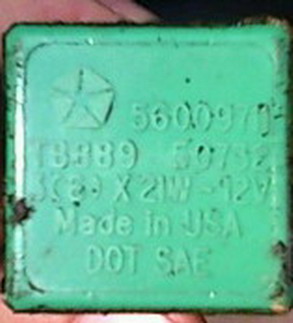 5600970
TB889
X 21W - 12V
Made in USA
DOT SAE